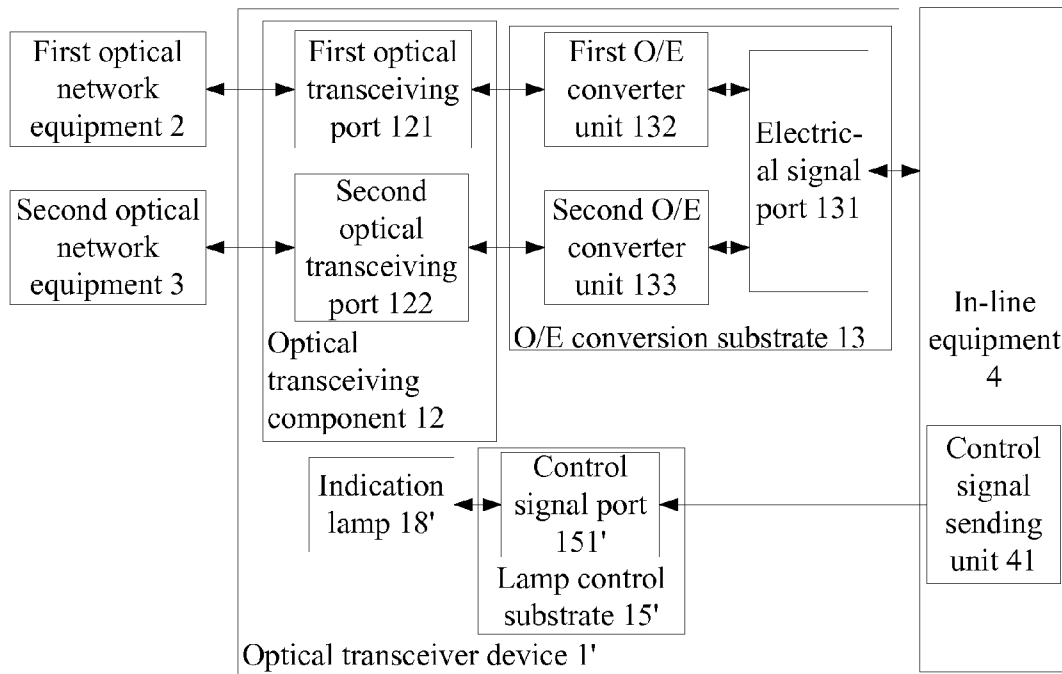 First optical
network
equipment 2
First optical
transceiving
port 121
First O/E
converter
unit 132
Electric-
al signal
port 131
Second optical
network
equipment 3
Second
optical
transceiving
port 122
Second O/E
converter
unit 133
O/E conversion substrate 13
Optical
transceiving
component 12
In-line
equipment
4
Indication
lamp 18'
Control
signal port
151'
Lamp control
substrate 15'
Control
signal
sending
unit 41
Optical transceiver device 1'